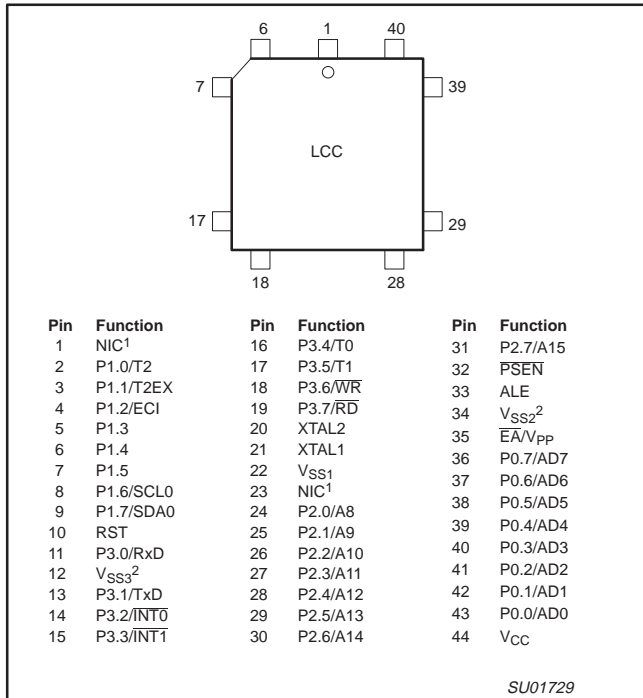 6 1 40
7 39
LCC
17 29
18 28
Pin Function
1 NIC1
2 P1.0/T2
3 P1.1/T2EX
4 P1.2/ECI
5 P1.3
6 P1.4
7 P1.5
8 P1.6/SCL0
9 P1.7/SDA0
10 RST
11 P3.0/RxD
12 VSS32
13 P3.1/TxD
14 P3.2/INT0
15 P3.3/INT1
Pin Function
16 P3.4/T0
17 P3.5/T1
18 P3.6/WR
19 P3.7/RD
20 XTAL2
21 XTAL1
22 VSS1
23 NIC1
24 P2.0/A8
25 P2.1/A9
26 P2.2/A10
27 P2.3/A11
28 P2.4/A12
29 P2.5/A13
30 P2.6/A14
Pin Function
31 P2.7/A15
32 PSEN
33 ALE
34 VSS22
35 EA/VPP
36 P0.7/AD7
37 P0.6/AD6
38 P0.5/AD5
39 P0.4/AD4
40 P0.3/AD3
41 P0.2/AD2
42 P0.1/AD1
43 P0.0/AD0
44 VCC
SU01729